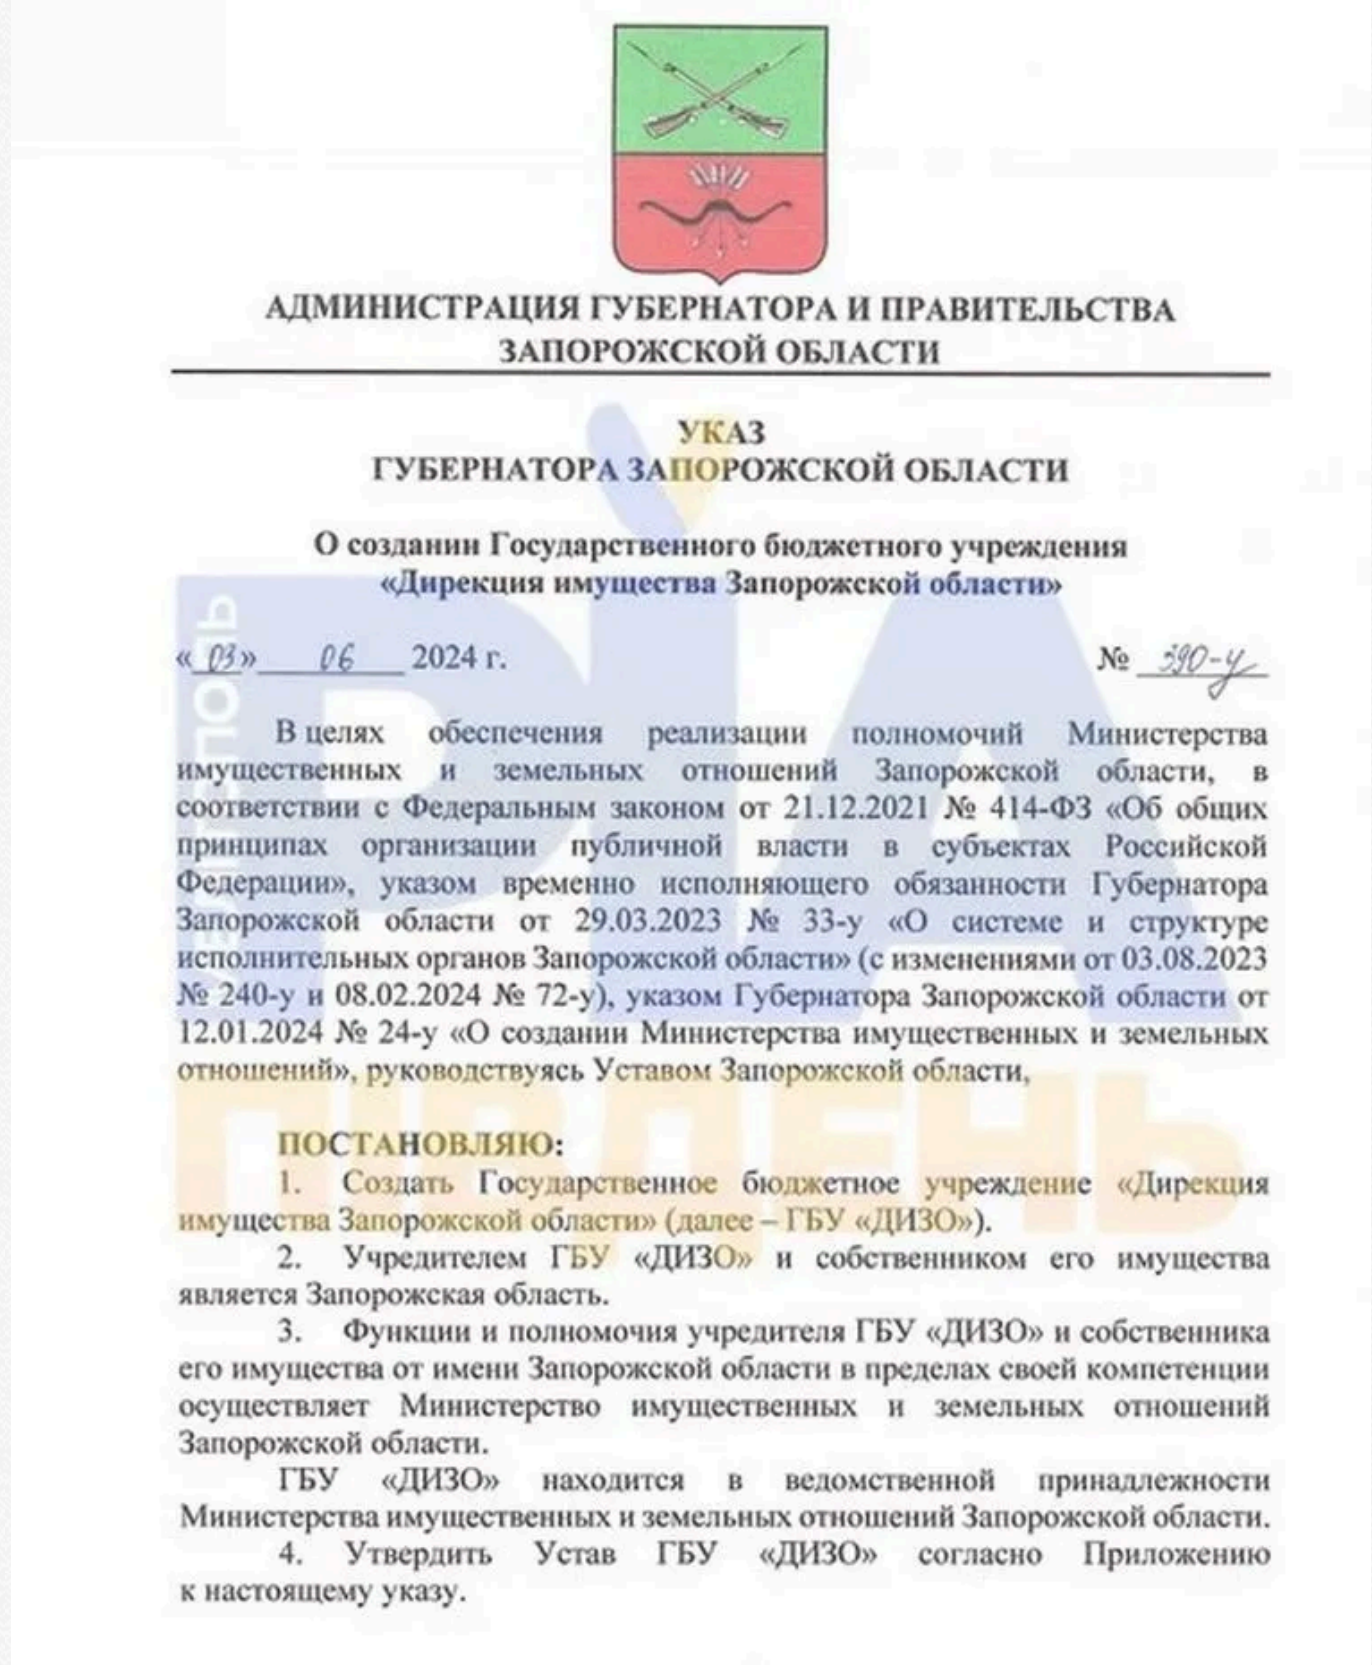 АДМИНИСТРАЦИЯ ГУБЕРНАТОРА И ПРАВИТЕЛЬСТВА
ЗАПОРОЖСКОЙ ОБЛАСТИ
УКАЗ
ГУБЕРНАТОРА ЗАПОРОЖСКОЙ ОБЛАСТИ
О создании Государственного бюджетного учреждения
«Дирекция имущества Запорожской области»
« 03 » 06 2024 г. № 390-у
В целях обеспечения реализации полномочий Министерства
имущественных и земельных отношений Запорожской области, в
соответствии с Федеральным законом от 21.12.2021 № 414-ФЗ «Об общих
принципах организации публичной власти в субъектах Российской
Федерации», указом временно исполняющего обязанности Губернатора
Запорожской области от 29.03.2023 № 33-у «О системе и структуре
исполнительных органов Запорожской области» (с изменениями от 03.08.2023
№ 240-у и 08.02.2024 № 72-у), указом Губернатора Запорожской области от
12.01.2024 № 24-у «О создании Министерства имущественных и земельных
отношений», руководствуясь Уставом Запорожской области,
ПОСТАНОВЛЯЮ:
1. Создать Государственное бюджетное учреждение «Дирекция
имущества Запорожской области» (далее – ГБУ «ДИЗО»).
2. Учредителем ГБУ «ДИЗО» и собственником его имущества
является Запорожская область.
3. Функции и полномочия учредителя ГБУ «ДИЗО» и собственника
его имущества от имени Запорожской области в пределах своей компетенции
осуществляет Министерство имущественных и земельных отношений
Запорожской области.
ГБУ «ДИЗО» находится в ведомственной принадлежности
Министерства имущественных и земельных отношений Запорожской области.
4. Утвердить Устав ГБУ «ДИЗО» согласно Приложению
к настоящему указу.
РІА
ПІВДЕНЬ